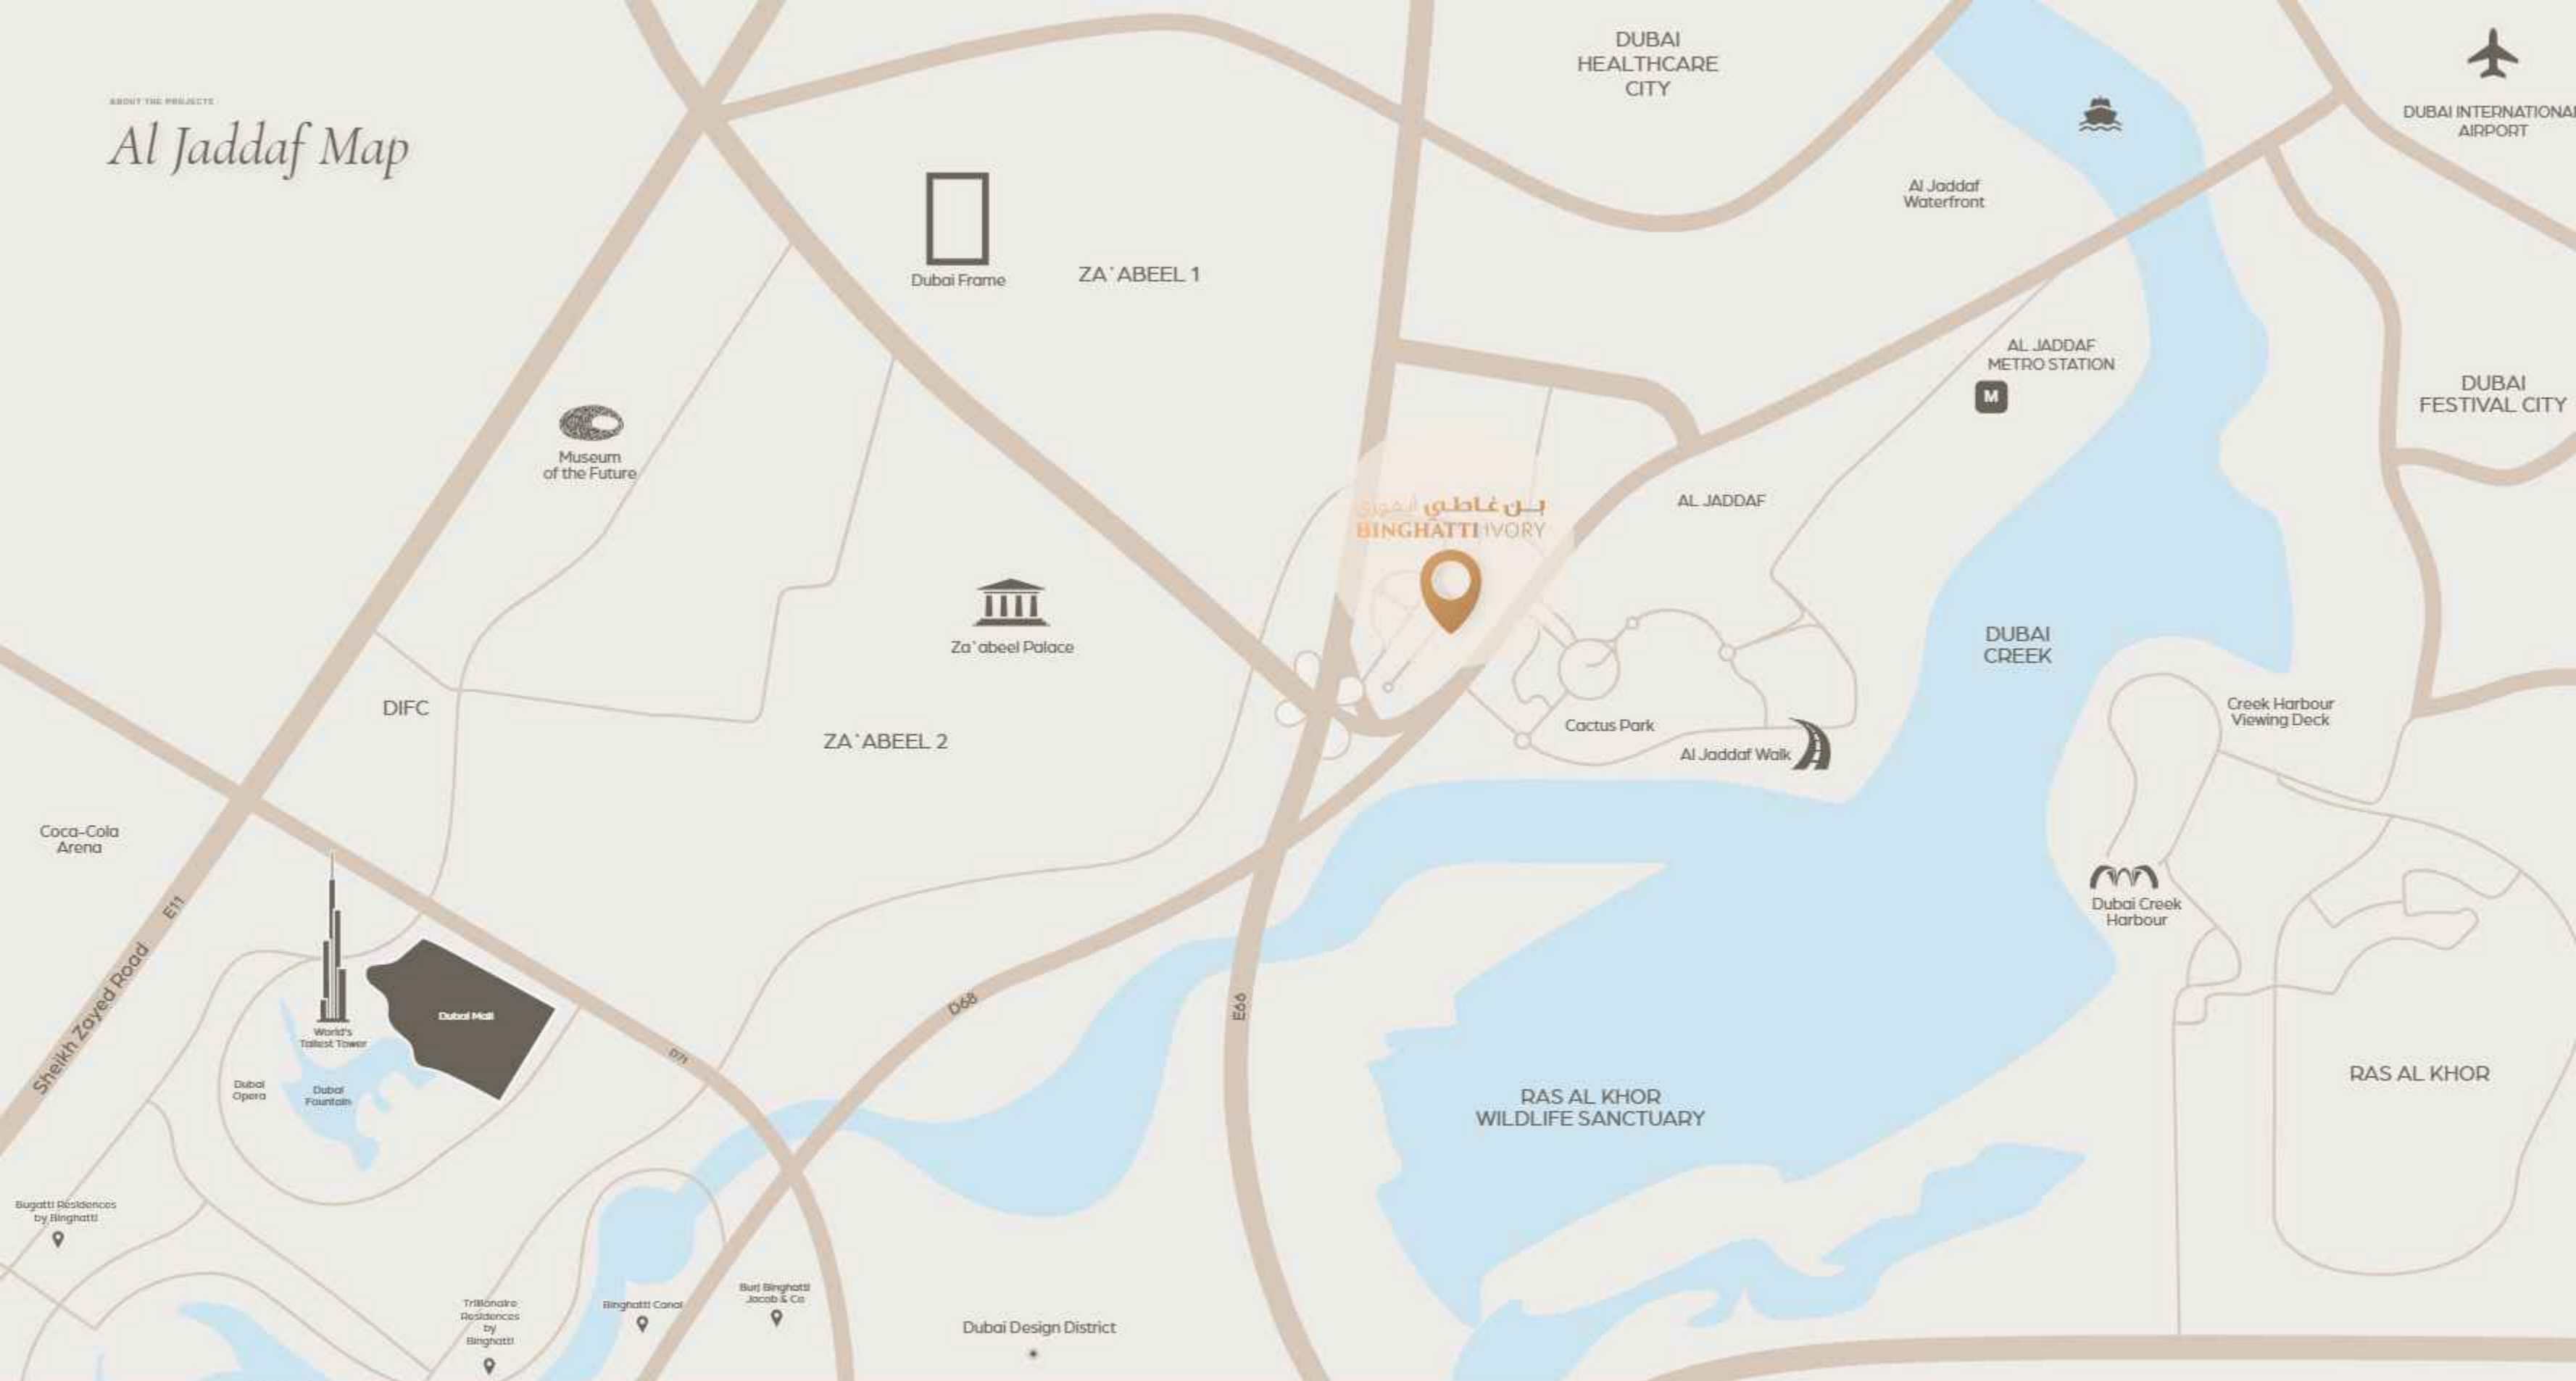 ABOUT THE PROJECTS
Al Jaddaf Map
DUBAI
HEALTHCARE
CITY
DUBAI INTERNATIONAL
AIRPORT
Al Jaddaf
Waterfront
Dubai Frame
ZA'ABEEL 1
AL JADDAF
METRO STATION
M
DUBAI
FESTIVAL CITY
Museum
of the Future
AL JADDAF
بن غاطي أيفوري
BINGHATTI IVORY
Za'abeel Palace
DUBAI
CREEK
DIFC
ZA'ABEEL 2
Cactus Park
Al Jaddaf Walk
Creek Harbour
Viewing Deck
Coca-Cola
Arena
E11
Sheikh Zayed Road
Dubai Creek
Harbour
D68
E66
Dubai Mall
World's
Tallest Tower
D71
Dubai
Opera
Dubai
Fountain
RAS AL KHOR
WILDLIFE SANCTUARY
RAS AL KHOR
Bugatti Residences
by Binghatti
Trillionaire
Residences
by
Binghatti
Binghatti Canal
Burj Binghatti
Jacob & Co
Dubai Design District